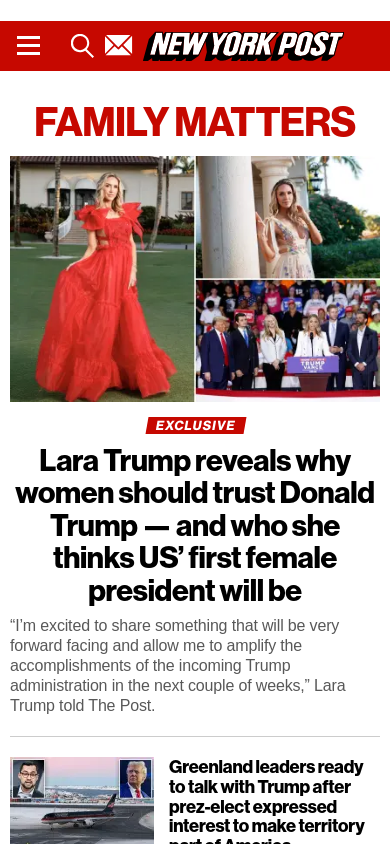 NEW YORK POST
FAMILY MATTERS
TRUMP
VANCE
EXCLUSIVE
Lara Trump reveals why
women should trust Donald
Trump — and who she
thinks US’ first female
president will be
“I’m excited to share something that will be very
forward facing and allow me to amplify the
accomplishments of the incoming Trump
administration in the next couple of weeks,” Lara
Trump told The Post.
Greenland leaders ready
to talk with Trump after
prez-elect expressed
interest to make territory
part of America